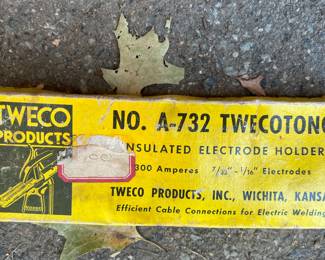 TWECO
PRODUCTS
NO. A-732 TWECOTONG
INSULATED ELECTRODE HOLDER
300 Amperes 7/32" - 1/16" Electrodes
TWECO PRODUCTS, INC., WICHITA, KANSA
Efficient Cable Connections for Electric Welding